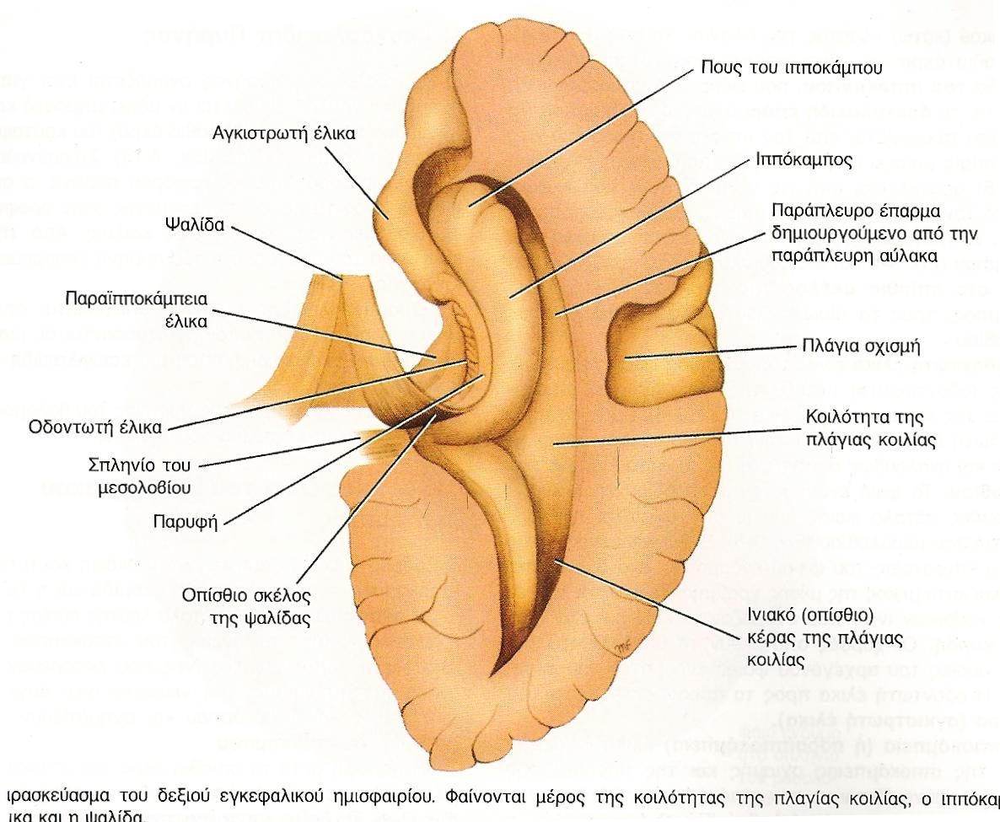 Πους του ιπποκάμπου
Αγκιστρωτή έλικα
Ιππόκαμπος
Ψαλίδα
Παράπλευρο έπαρμα
δημιουργούμενο από την
παράπλευρη αύλακα
Παραϊπποκάμπεια
έλικα
Πλάγια σχισμή
Οδοντωτή έλικα
Κοιλότητα της
πλάγιας κοιλίας
Σπληνίο του
μεσολοβίου
Παρυφή
Οπίσθιο σκέλος
της ψαλίδας
Ινιακό (οπίσθιο)
κέρας της πλάγιας
κοιλίας
ιρασκεύασμα του δεξιού εγκεφαλικού ημισφαιρίου. Φαίνονται μέρος της κοιλότητας της πλαγίας κοιλίας, ο ιππόκαμ
ικα και η ψαλίδα.